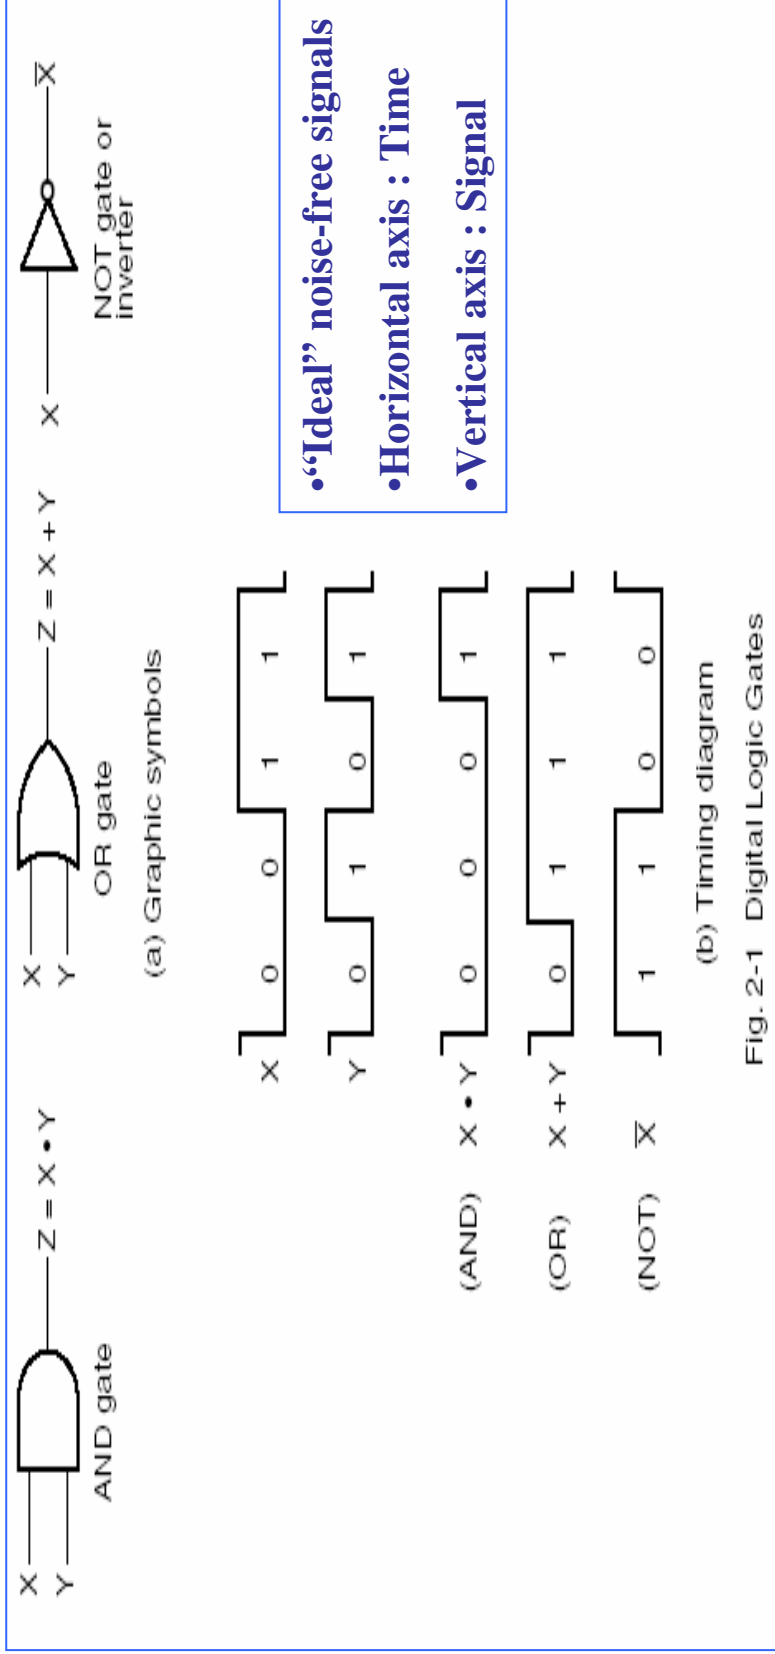 X
Y
Z = X • Y
AND gate
X
Y
Z = X + Y
OR gate
X
X̅
NOT gate or
inverter
(a) Graphic symbols
X 0 0 1 1
Y 0 1 0 1
(AND) X • Y 0 0 0 1
(OR) X + Y 0 1 1 1
(NOT) X̅ 1 1 0 0
(b) Timing diagram
•“Ideal” noise-free signals
•Horizontal axis : Time
•Vertical axis : Signal
Fig. 2-1 Digital Logic Gates